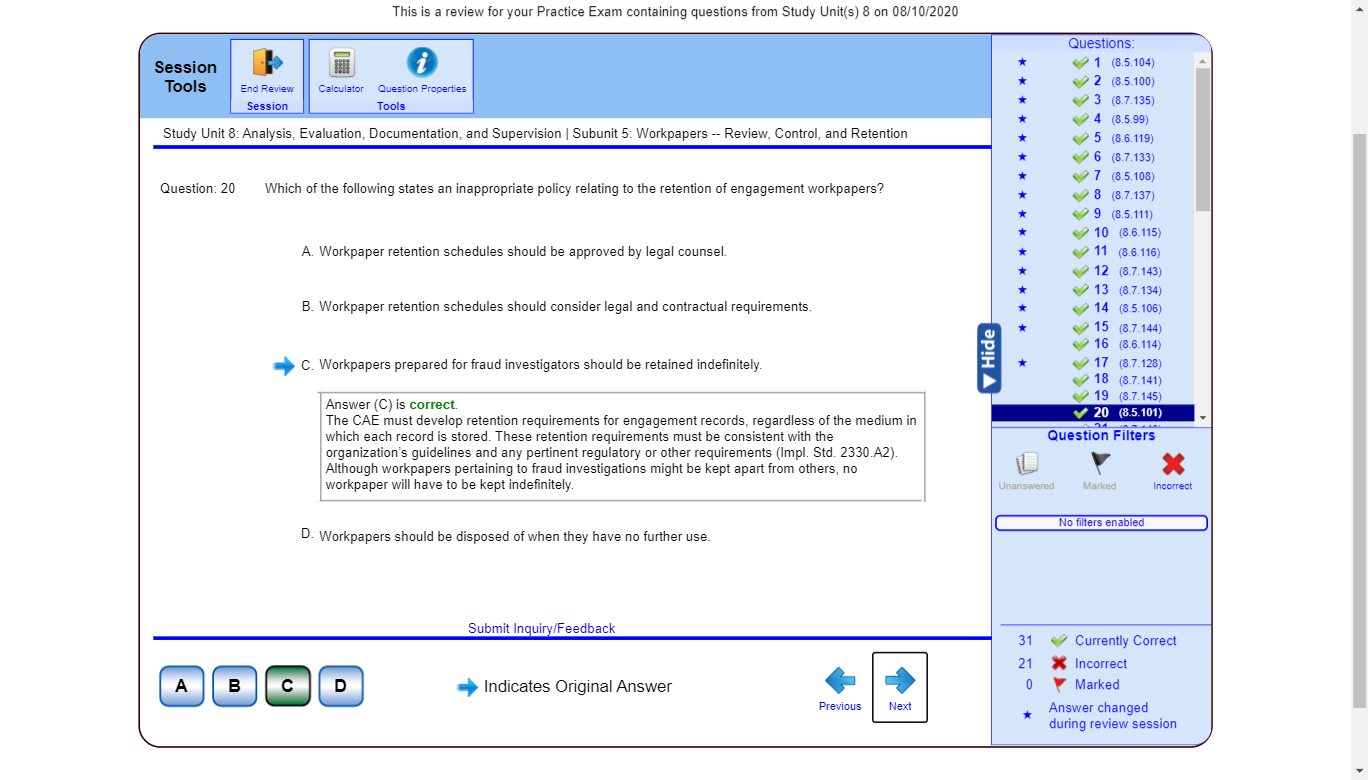 This is a review for your Practice Exam containing questions from Study Unit(s) 8 on 08/10/2020
Session Tools
End Review
Session
Calculator
Question Properties
Tools
Study Unit 8: Analysis, Evaluation, Documentation, and Supervision | Subunit 5: Workpapers -- Review, Control, and Retention
Question: 20
Which of the following states an inappropriate policy relating to the retention of engagement workpapers?
A. Workpaper retention schedules should be approved by legal counsel.
B. Workpaper retention schedules should consider legal and contractual requirements.
C. Workpapers prepared for fraud investigators should be retained indefinitely.
Answer (C) is correct.
The CAE must develop retention requirements for engagement records, regardless of the medium in
which each record is stored. These retention requirements must be consistent with the
organization's guidelines and any pertinent regulatory or other requirements (Impl. Std. 2330.A2).
Although workpapers pertaining to fraud investigations might be kept apart from others, no
workpaper will have to be kept indefinitely.
D. Workpapers should be disposed of when they have no further use.
Submit Inquiry/Feedback
A
B
C
D
Indicates Original Answer
Previous
Next
Hide
Questions:
1 (8.5.104)
2 (8.5.100)
3 (8.7.135)
4 (8.5.99)
5 (8.6.119)
6 (8.7.133)
7 (8.5.108)
8 (8.7.137)
9 (8.5.111)
10 (8.6.115)
11 (8.6.116)
12 (8.7.143)
13 (8.7.134)
14 (8.5.106)
15 (8.7.144)
16 (8.6.114)
17 (8.7.128)
18 (8.7.141)
19 (8.7.145)
20 (8.5.101)
Question Filters
Unanswered
Marked
Incorrect
No filters enabled
31 Currently Correct
21 Incorrect
0 Marked
Answer changed
during review session